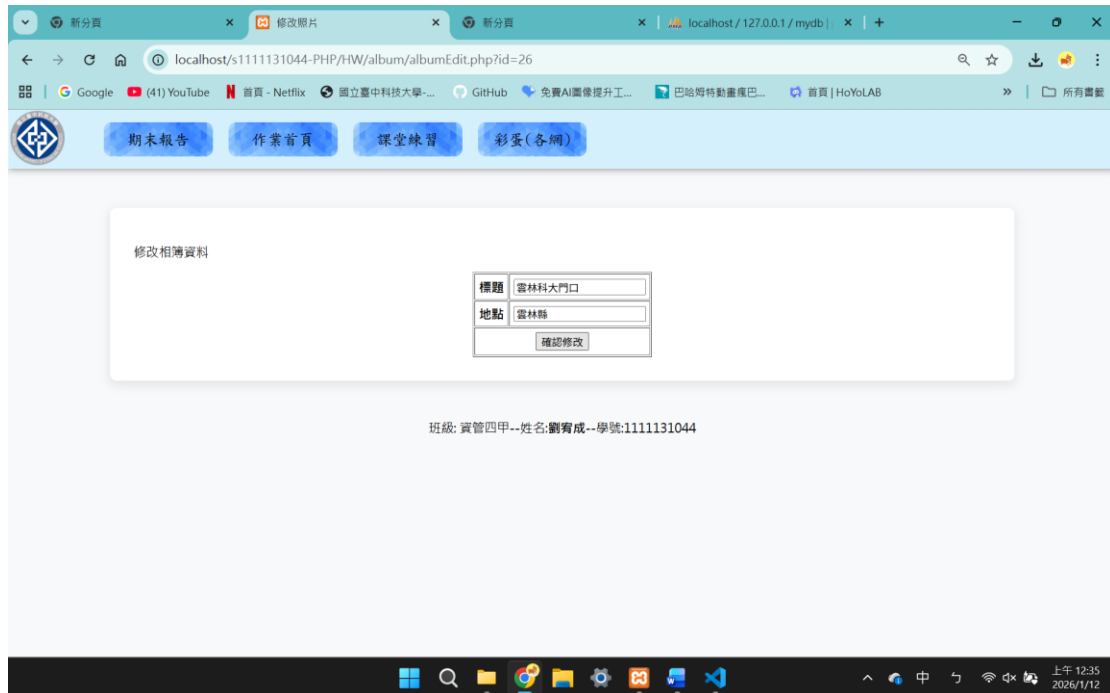 新分頁
修改照片
新分頁
localhost / 127.0.0.1 / mydb |
localhost/s1111131044-PHP/HW/album/albumEdit.php?id=26
Google
(41) YouTube
首頁 - Netflix
國立臺中科技大學-...
GitHub
免費AI圖像提升工...
巴哈姆特動畫瘋巴...
首頁 | HoYoLAB
»
所有書籤
期末報告
作業首頁
課堂練習
彩蛋(各網)
修改相簿資料
標題 雲林科大門口
地點 雲林縣
確認修改
班級: 資管四甲--姓名:劉宥成--學號:1111131044
中
ㄅ
上午 12:35
2026/1/12